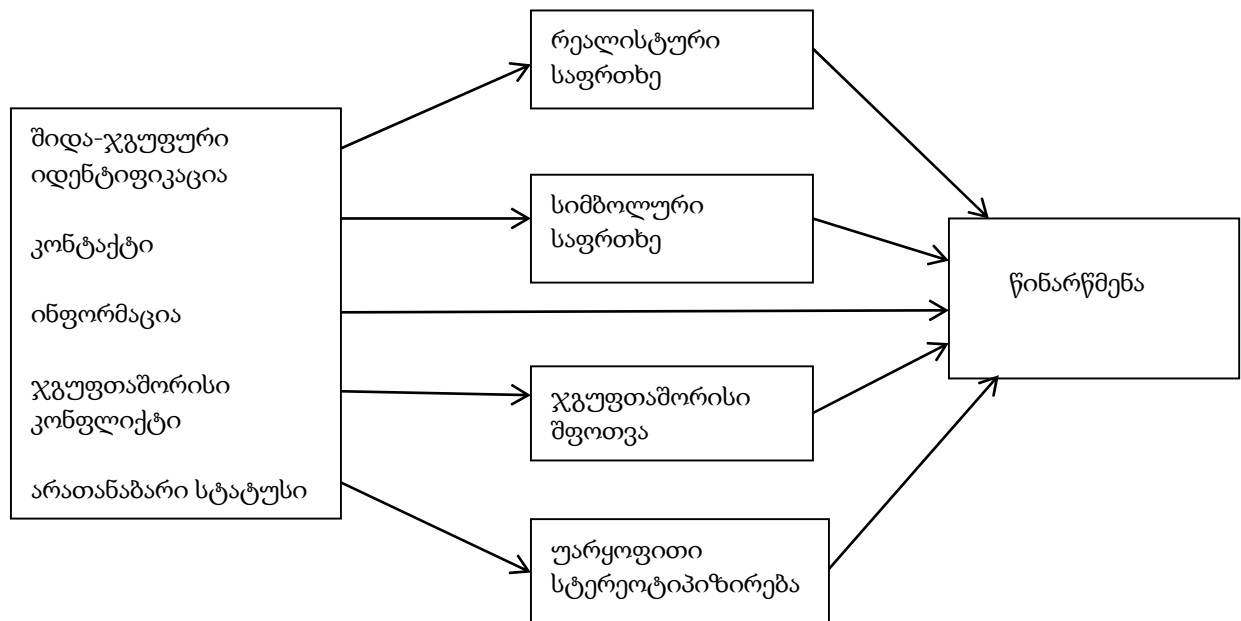 შიდა-ჯგუფური
იდენტიფიკაცია
კონტაქტი
ინფორმაცია
ჯგუფთაშორისი
კონფლიქტი
არათანაბარი სტატუსი
რეალისტური
საფრთხე
სიმბოლური
საფრთხე
ჯგუფთაშორისი
შფოთვა
უარყოფითი
სტერეოტიპიზირება
წინარწმენა